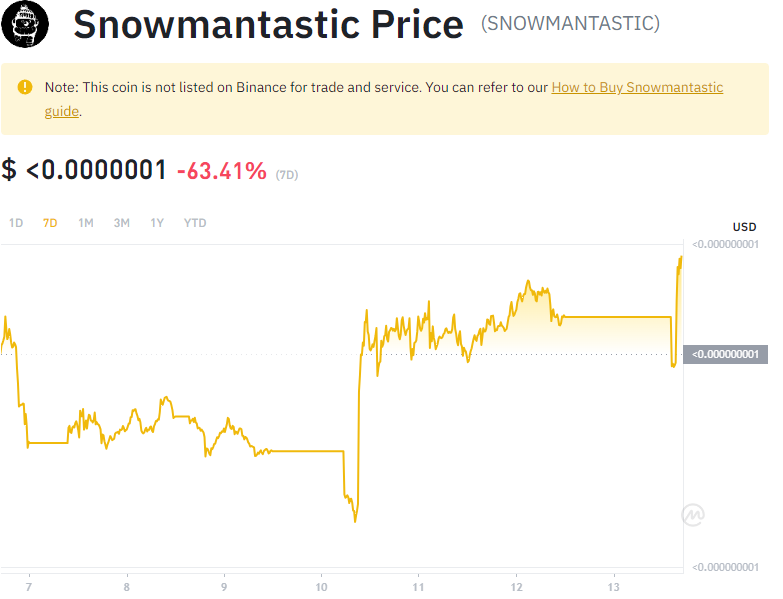 Snowmantastic Price (SNOWMANTASTIC)
Note: This coin is not listed on Binance for trade and service. You can refer to our How to Buy Snowmantastic
guide.
$ <0.0000001 -63.41% (7D)
1D 7D 1M 3M 1Y YTD
USD
<0.000000001
<0.000000001
<0.000000001
7 8 9 10 11 12 13